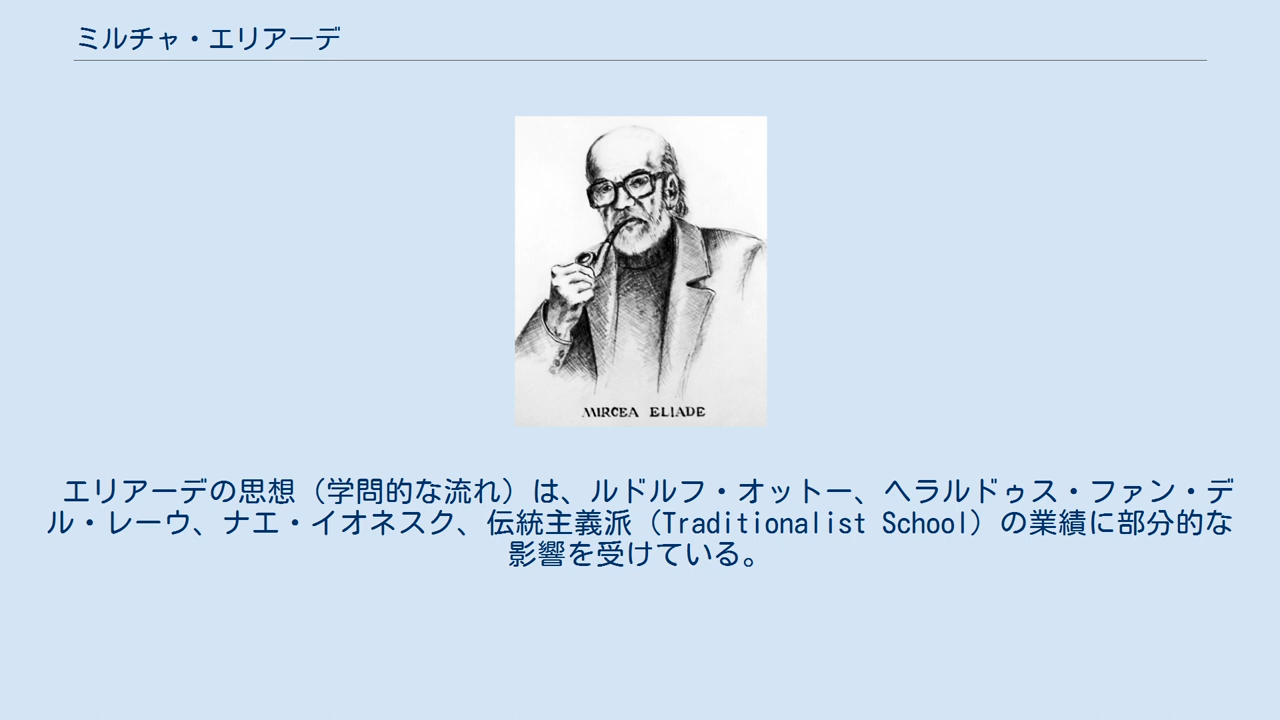 ミルチャ・エリアーデ
MIRCEA ELIADE
エリアーデの思想（学問的な流れ）は、ルドルフ・オットー、ヘラルドゥス・ファン・デ
ル・レーウ、ナエ・イオネスク、伝統主義派（Traditionalist School）の業績に部分的な
影響を受けている。